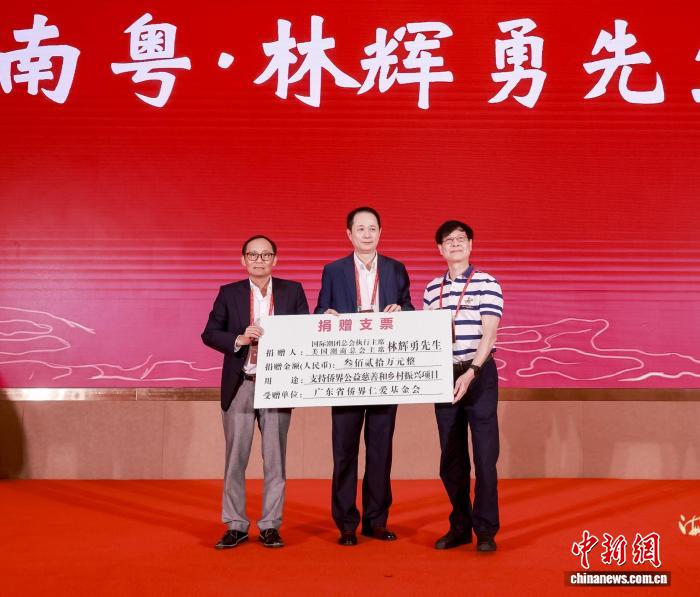 南粤·林辉勇先
捐赠支票
国际潮团总会执行主席
捐赠人：美国潮商总会主席 林辉勇先生
捐赠金额(人民币)：叁佰贰拾万元整
用途：支持侨界公益慈善和乡村振兴项目
受赠单位：广东省侨界仁爱基金会
中新网
chinanews.com.cn